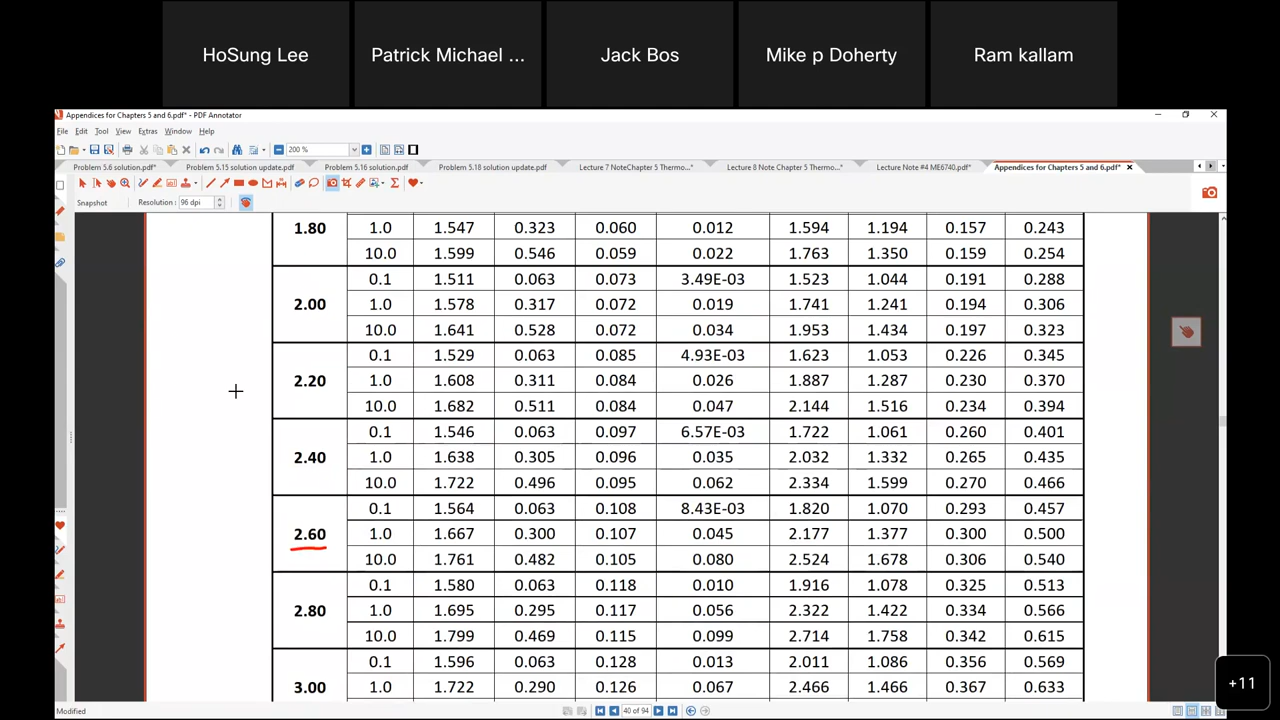 HoSung Lee Patrick Michael ... Jack Bos Mike p Doherty Ram kallam
Appendices for Chapters 5 and 6.pdf* - PDF Annotator
File Edit Tool View Extras Window Help
200 %
Problem 5.6 solution.pdf* Problem 5.15 solution update.pdf Problem 5.16 solution.pdf Problem 5.18 solution update.pdf Lecture 7 NoteChapter 5 Thermo...* Lecture 8 Note Chapter 5 Thermo...* Lecture Note #4 ME6740.pdf* Appendices for Chapters 5 and 6.pdf*
Snapshot Resolution : 96 dpi
1.80 1.0 1.547 0.323 0.060 0.012 1.594 1.194 0.157 0.243
10.0 1.599 0.546 0.059 0.022 1.763 1.350 0.159 0.254
0.1 1.511 0.063 0.073 3.49E-03 1.523 1.044 0.191 0.288
2.00 1.0 1.578 0.317 0.072 0.019 1.741 1.241 0.194 0.306
10.0 1.641 0.528 0.072 0.034 1.953 1.434 0.197 0.323
0.1 1.529 0.063 0.085 4.93E-03 1.623 1.053 0.226 0.345
2.20 1.0 1.608 0.311 0.084 0.026 1.887 1.287 0.230 0.370
10.0 1.682 0.511 0.084 0.047 2.144 1.516 0.234 0.394
0.1 1.546 0.063 0.097 6.57E-03 1.722 1.061 0.260 0.401
2.40 1.0 1.638 0.305 0.096 0.035 2.032 1.332 0.265 0.435
10.0 1.722 0.496 0.095 0.062 2.334 1.599 0.270 0.466
0.1 1.564 0.063 0.108 8.43E-03 1.820 1.070 0.293 0.457
2.60 1.0 1.667 0.300 0.107 0.045 2.177 1.377 0.300 0.500
10.0 1.761 0.482 0.105 0.080 2.524 1.678 0.306 0.540
0.1 1.580 0.063 0.118 0.010 1.916 1.078 0.325 0.513
2.80 1.0 1.695 0.295 0.117 0.056 2.322 1.422 0.334 0.566
10.0 1.799 0.469 0.115 0.099 2.714 1.758 0.342 0.615
0.1 1.596 0.063 0.128 0.013 2.011 1.086 0.356 0.569
3.00 1.0 1.722 0.290 0.126 0.067 2.466 1.466 0.367 0.633
+11
Modified 40 of 94